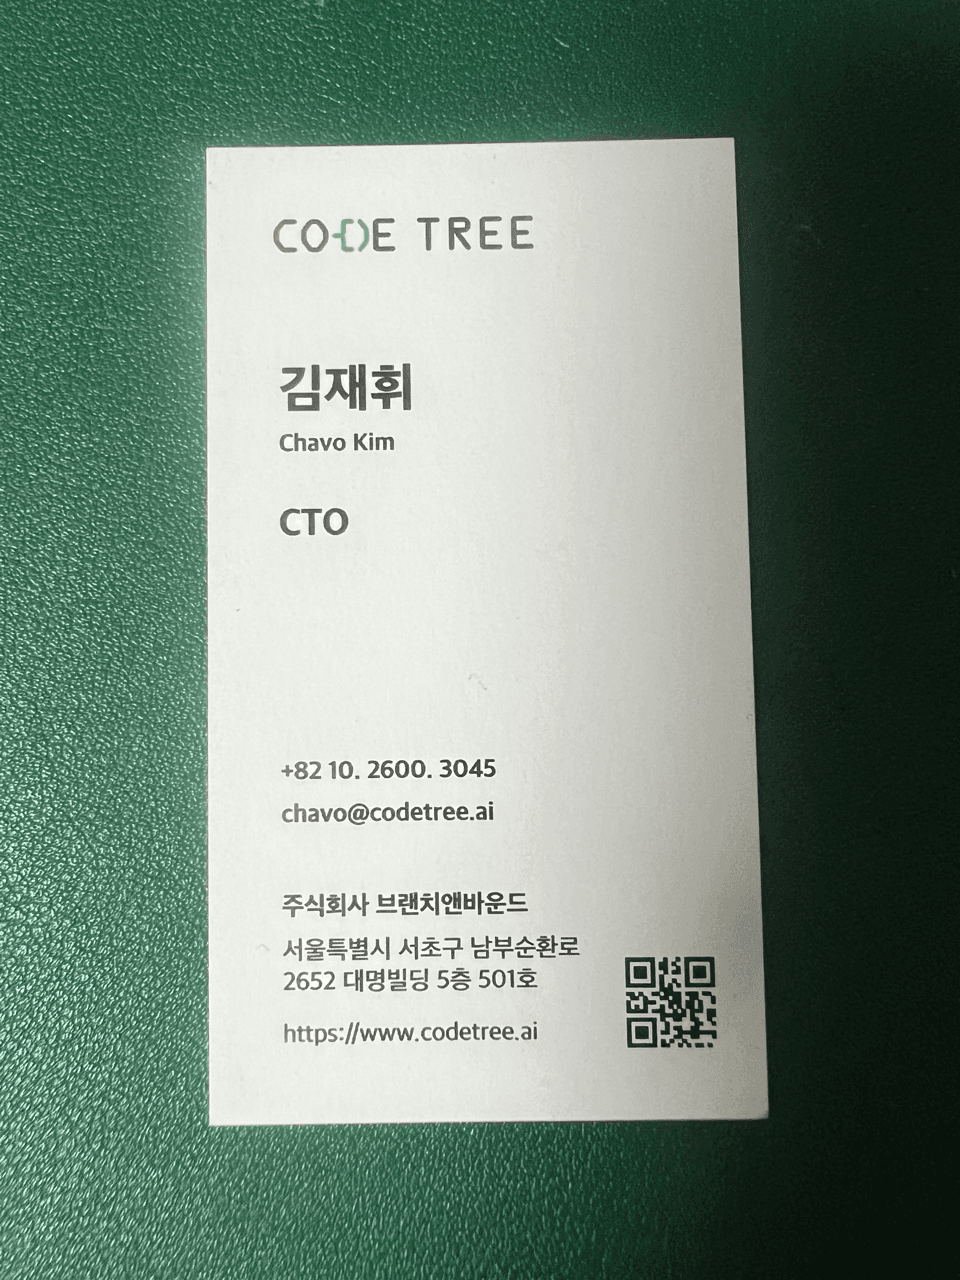 CODE TREE
김재휘
Chavo Kim
CTO
+82 10. 2600. 3045
chavo@codetree.ai
주식회사 브랜치앤바운드
서울특별시 서초구 남부순환로
2652 대명빌딩 5층 501호
https://www.codetree.ai